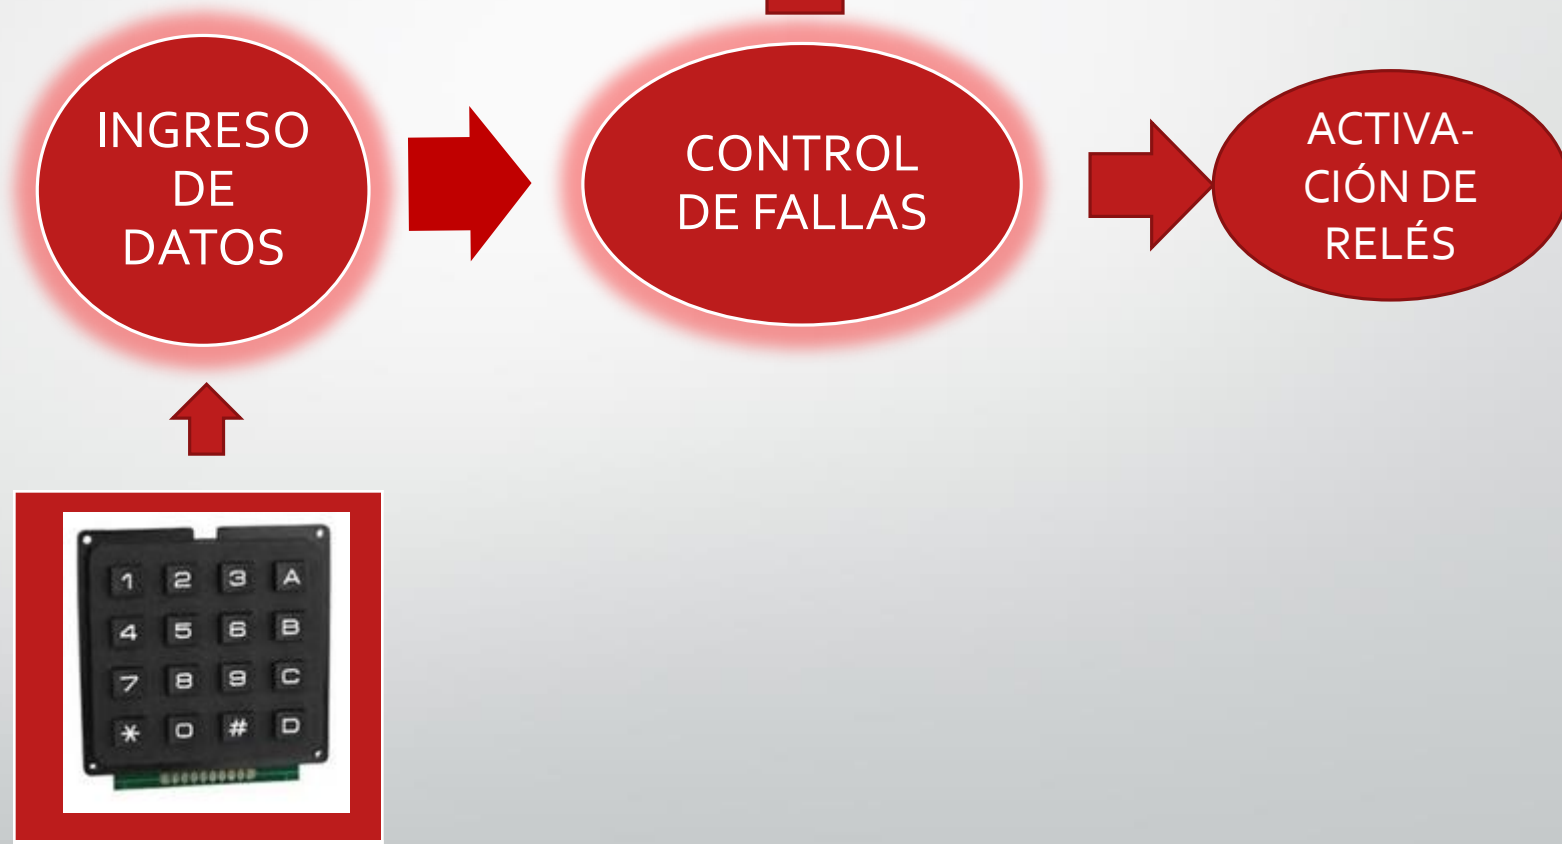 INGRESO
DE
DATOS
CONTROL
DE FALLAS
ACTIVA-
CIÓN DE
RELÉS
1 2 3 A
4 5 6 B
7 8 9 C
* 0 # D